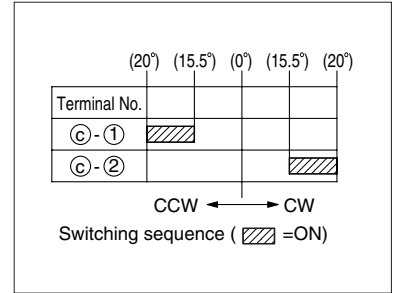 (20°) (15.5°) (0°) (15.5°) (20°)
Terminal No.
ⓒ-①
ⓒ-②
CCW ◄─► CW
Switching sequence ( ▨ =ON)